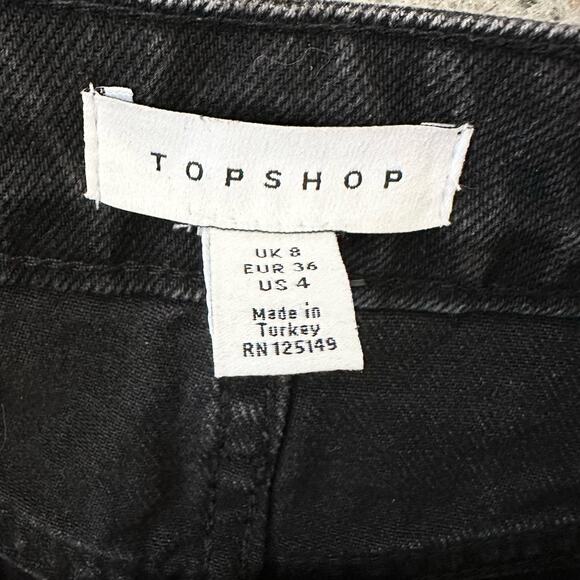 TOPSHOP
UK 8
EUR 36
US 4
Made in
Turkey
RN 125149